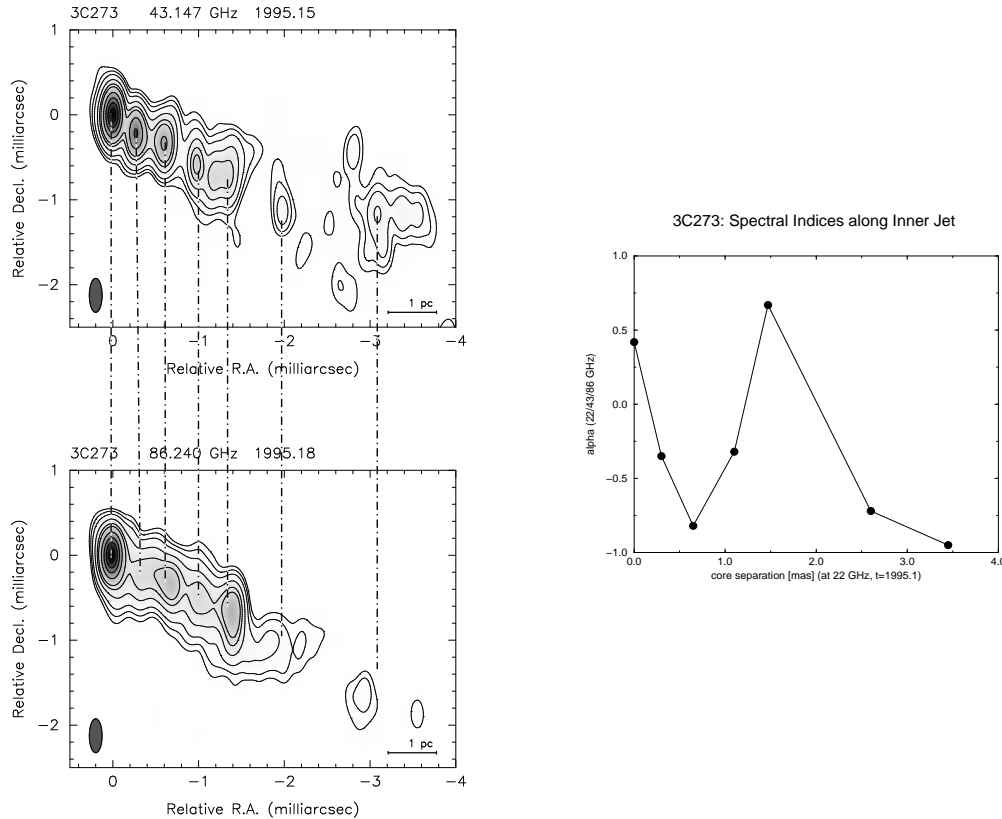 3C273 43.147 GHz 1995.15
Relative Decl. (milliarcsec)
1
0
−1
−2
1 pc
0 −1 −2 −3 −4
Relative R.A. (milliarcsec)
3C273 86.240 GHz 1995.18
Relative Decl. (milliarcsec)
1
0
−1
−2
1 pc
0 −1 −2 −3 −4
Relative R.A. (milliarcsec)
3C273: Spectral Indices along Inner Jet
alpha (22/43/86 GHz)
1.0
0.5
0.0
−0.5
−1.0
0.0 1.0 2.0 3.0 4.0
core separation [mas] (at 22 GHz, t=1995.1)